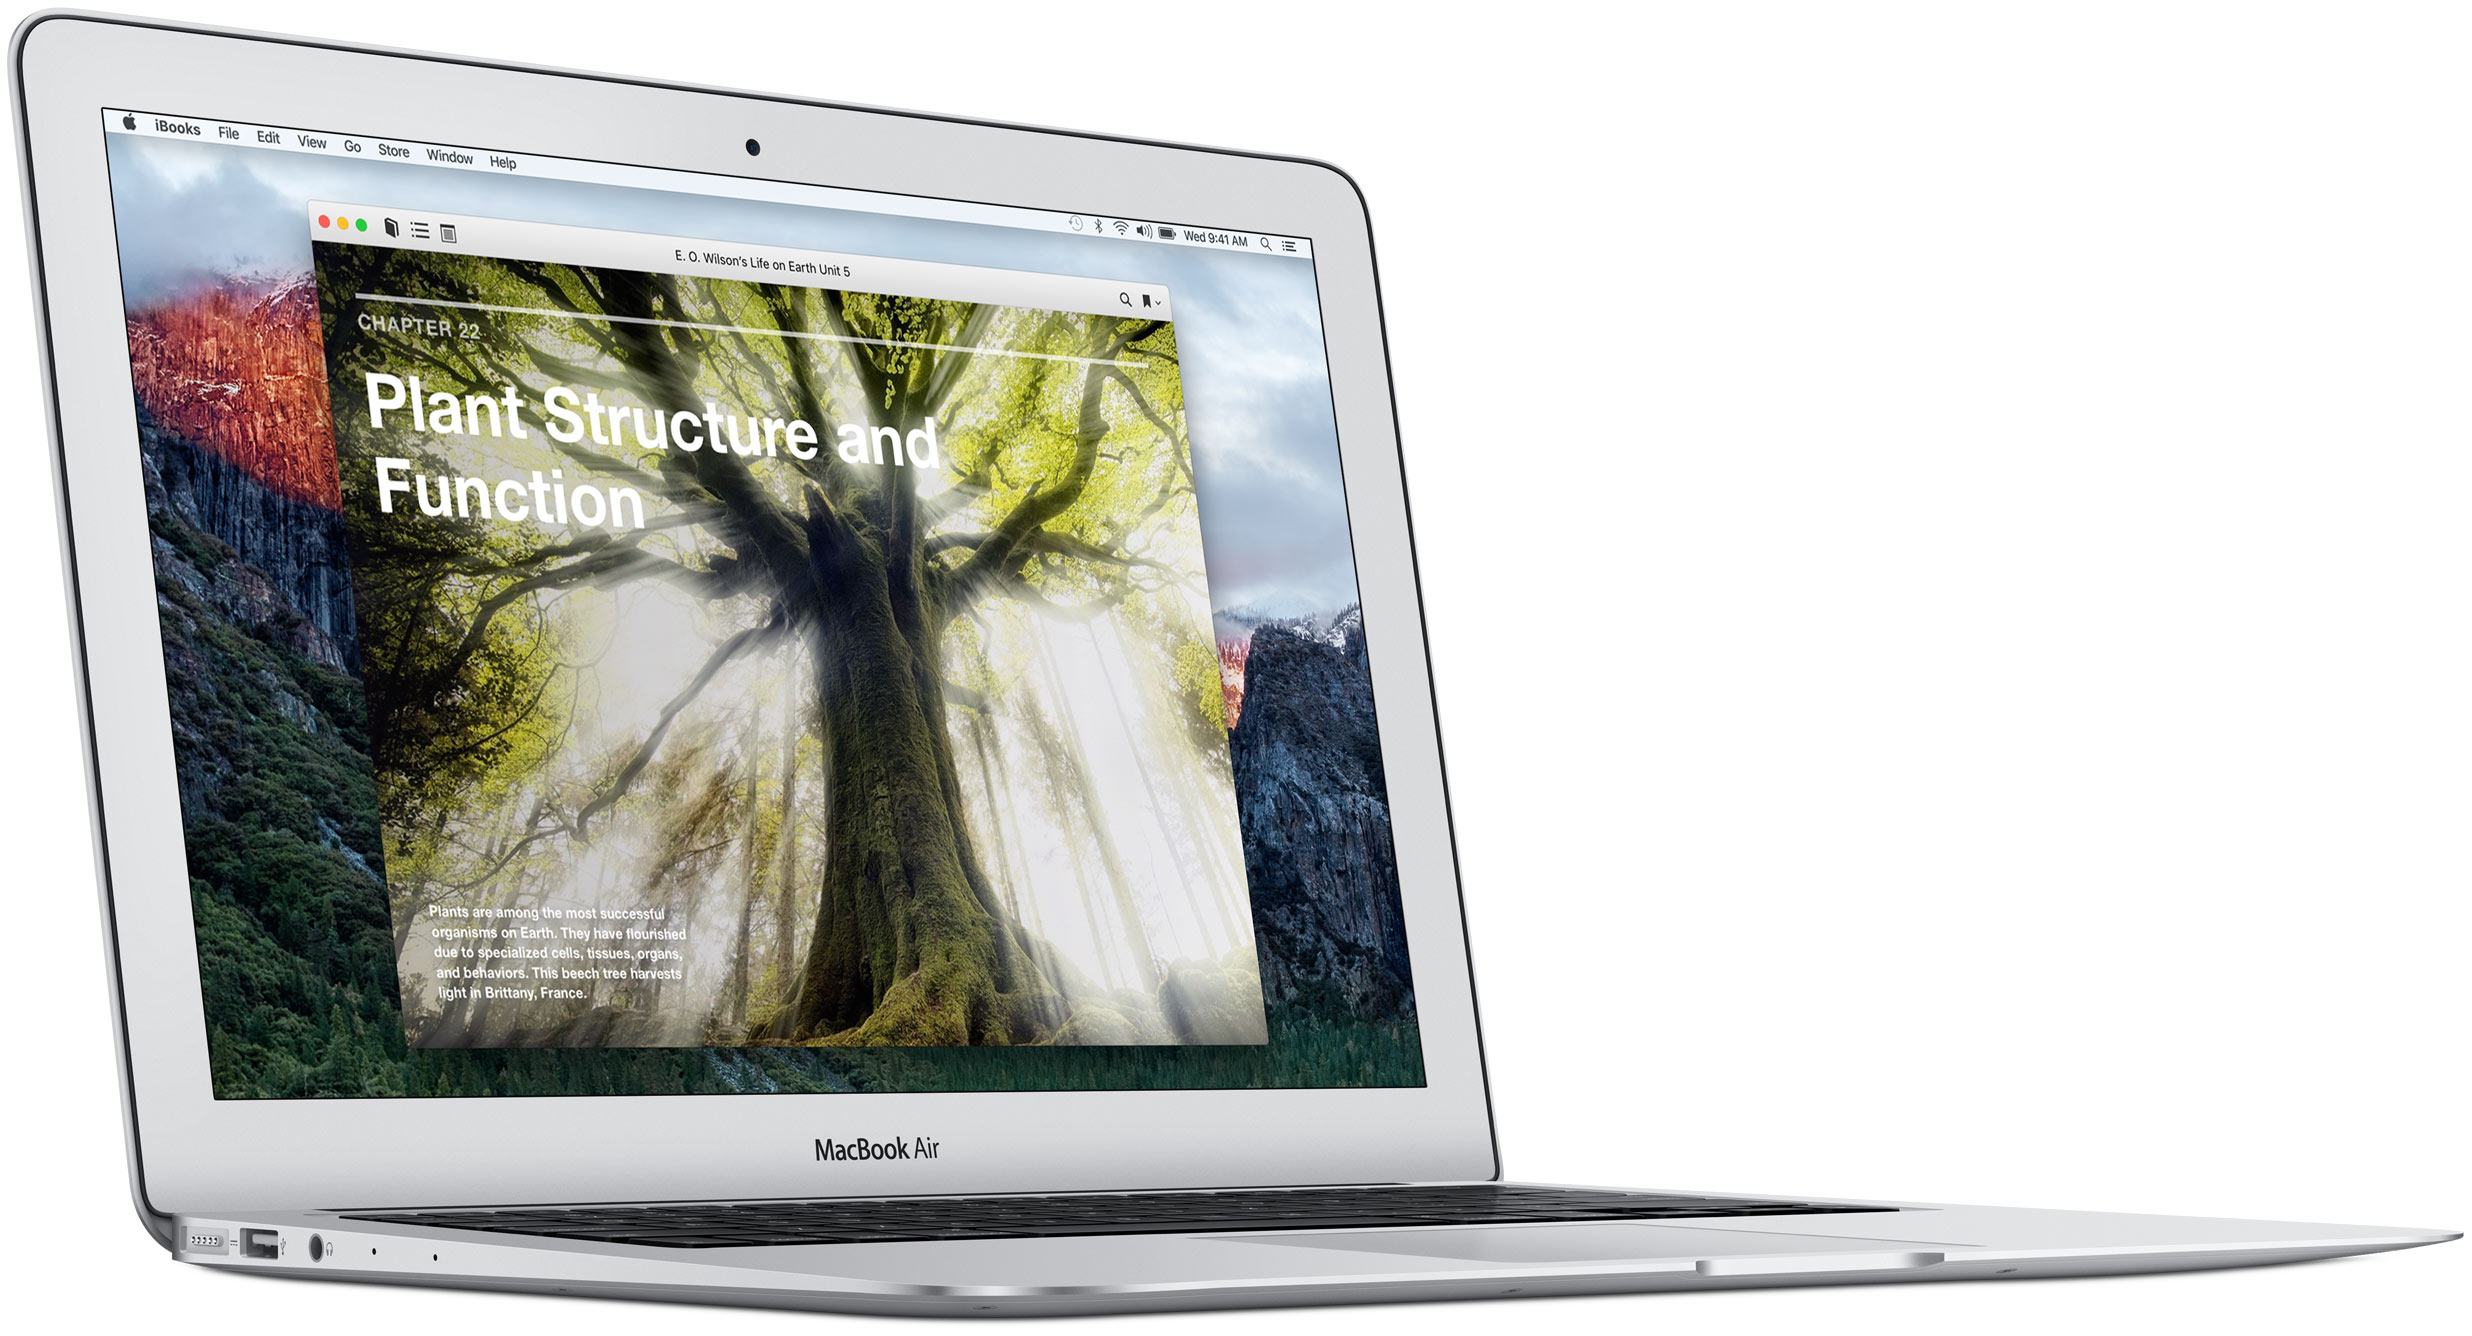 iBooks File Edit View Go Store Window Help
Wed 9:41 AM
E. O. Wilson's Life on Earth Unit 5
CHAPTER 22
Plant Structure and
Function
Plants are among the most successful
organisms on Earth. They have flourished
due to specialized cells, tissues, organs,
and behaviors. This beech tree harvests
light in Brittany, France.
MacBook Air